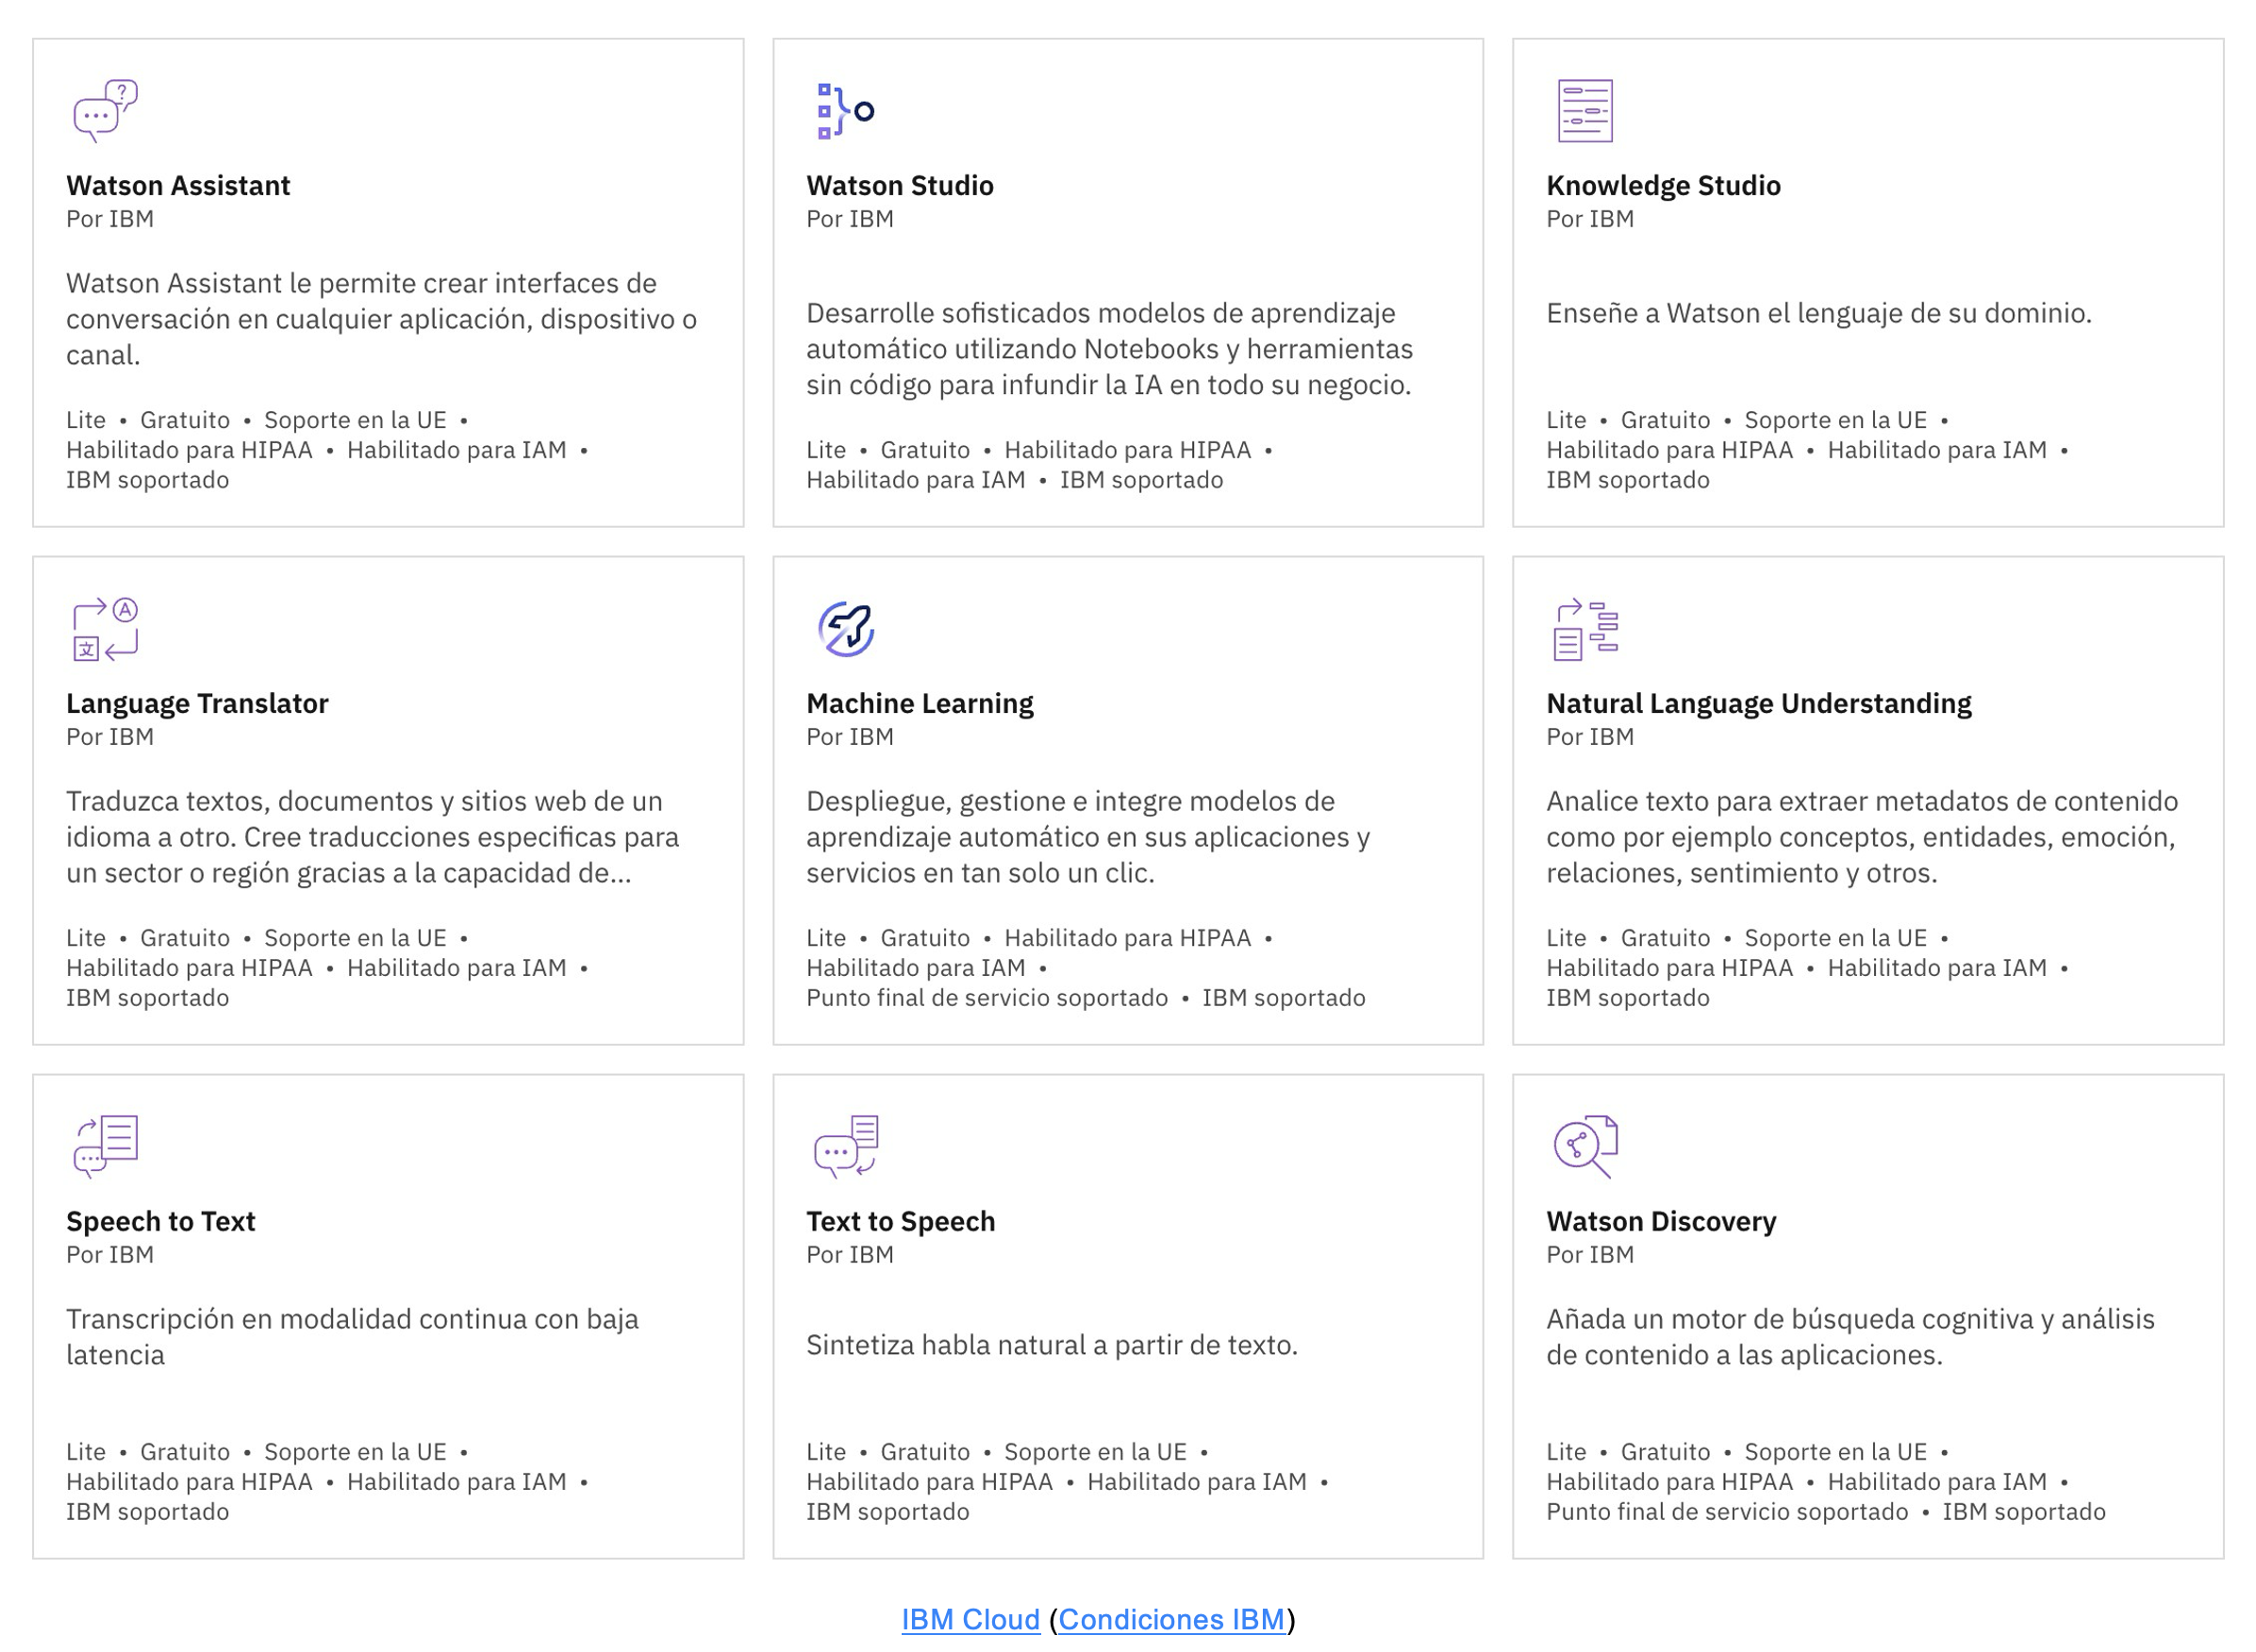 ?
Watson Assistant
Por IBM
Watson Assistant le permite crear interfaces de
conversación en cualquier aplicación, dispositivo o
canal.
Lite • Gratuito • Soporte en la UE •
Habilitado para HIPAA • Habilitado para IAM •
IBM soportado
Watson Studio
Por IBM
Desarrolle sofisticados modelos de aprendizaje
automático utilizando Notebooks y herramientas
sin código para infundir la IA en todo su negocio.
Lite • Gratuito • Habilitado para HIPAA •
Habilitado para IAM • IBM soportado
Knowledge Studio
Por IBM
Enseñe a Watson el lenguaje de su dominio.
Lite • Gratuito • Soporte en la UE •
Habilitado para HIPAA • Habilitado para IAM •
IBM soportado
A
文
Language Translator
Por IBM
Traduzca textos, documentos y sitios web de un
idioma a otro. Cree traducciones especificas para
un sector o región gracias a la capacidad de...
Lite • Gratuito • Soporte en la UE •
Habilitado para HIPAA • Habilitado para IAM •
IBM soportado
Machine Learning
Por IBM
Despliegue, gestione e integre modelos de
aprendizaje automático en sus aplicaciones y
servicios en tan solo un clic.
Lite • Gratuito • Habilitado para HIPAA •
Habilitado para IAM •
Punto final de servicio soportado • IBM soportado
Natural Language Understanding
Por IBM
Analice texto para extraer metadatos de contenido
como por ejemplo conceptos, entidades, emoción,
relaciones, sentimiento y otros.
Lite • Gratuito • Soporte en la UE •
Habilitado para HIPAA • Habilitado para IAM •
IBM soportado
Speech to Text
Por IBM
Transcripción en modalidad continua con baja
latencia
Lite • Gratuito • Soporte en la UE •
Habilitado para HIPAA • Habilitado para IAM •
IBM soportado
Text to Speech
Por IBM
Sintetiza habla natural a partir de texto.
Lite • Gratuito • Soporte en la UE •
Habilitado para HIPAA • Habilitado para IAM •
IBM soportado
Watson Discovery
Por IBM
Añada un motor de búsqueda cognitiva y análisis
de contenido a las aplicaciones.
Lite • Gratuito • Soporte en la UE •
Habilitado para HIPAA • Habilitado para IAM •
Punto final de servicio soportado • IBM soportado
IBM Cloud (Condiciones IBM)